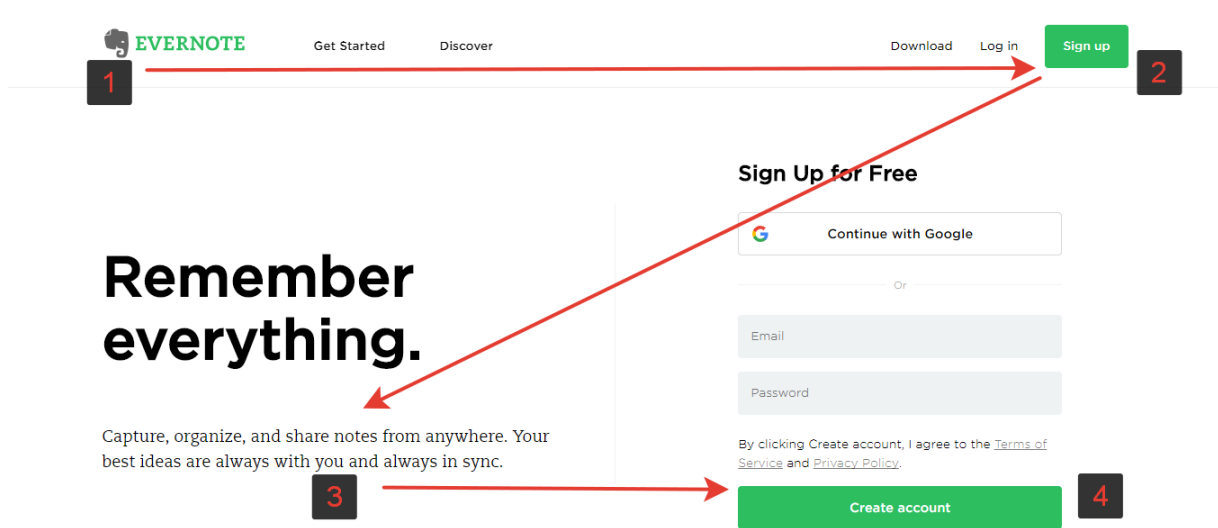 EVERNOTE Get Started Discover Download Log in Sign up
1
2
Sign Up for Free
Continue with Google
Or
Remember
everything.
Email
Password
Capture, organize, and share notes from anywhere. Your
best ideas are always with you and always in sync.
By clicking Create account, I agree to the Terms of
Service and Privacy Policy.
3
4
Create account